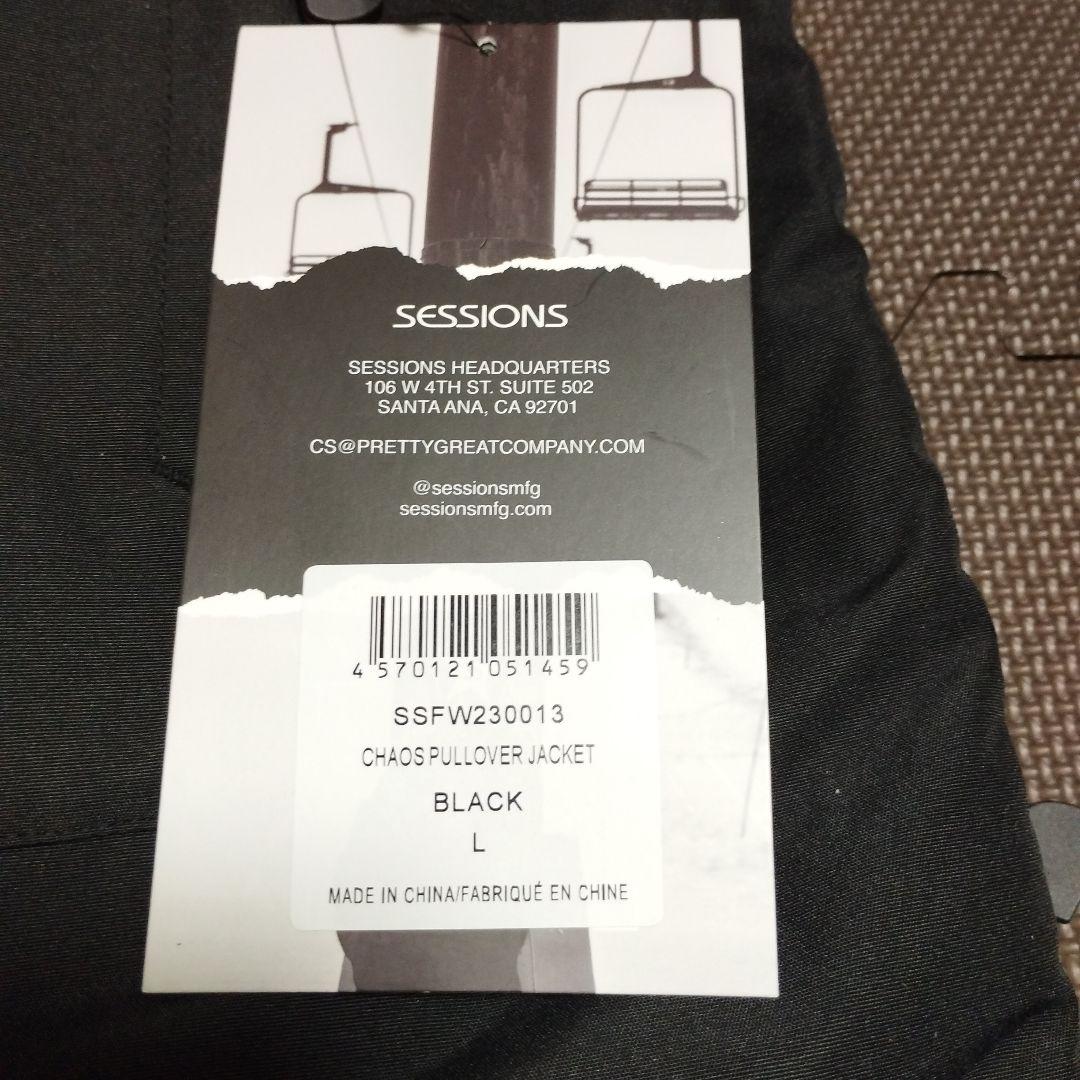 SESSIONS
SESSIONS HEADQUARTERS
106 W 4TH ST. SUITE 502
SANTA ANA, CA 92701
CS@PRETTYGREATCOMPANY.COM
@sessionsmfg
sessionsmfg.com
4 570121 051459
SSFW230013
CHAOS PULLOVER JACKET
BLACK
L
MADE IN CHINA/FABRIQUÉ EN CHINE